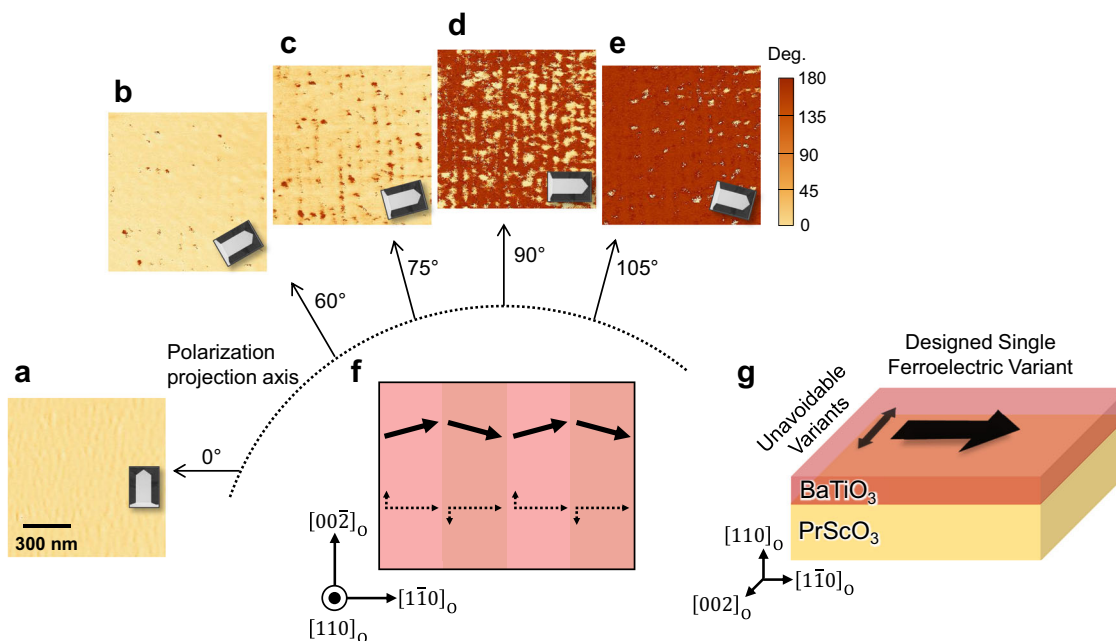 a
b
c
d
e
Deg.
180
135
90
45
0
60°
75°
90°
105°
0°
Polarization
projection axis
300 nm
f
[002̅]O
[11̅0]O
[110]O
g
Designed Single
Ferroelectric Variant
Unavoidable
Variants
BaTiO₃
PrScO₃
[110]O
[11̅0]O
[002]O